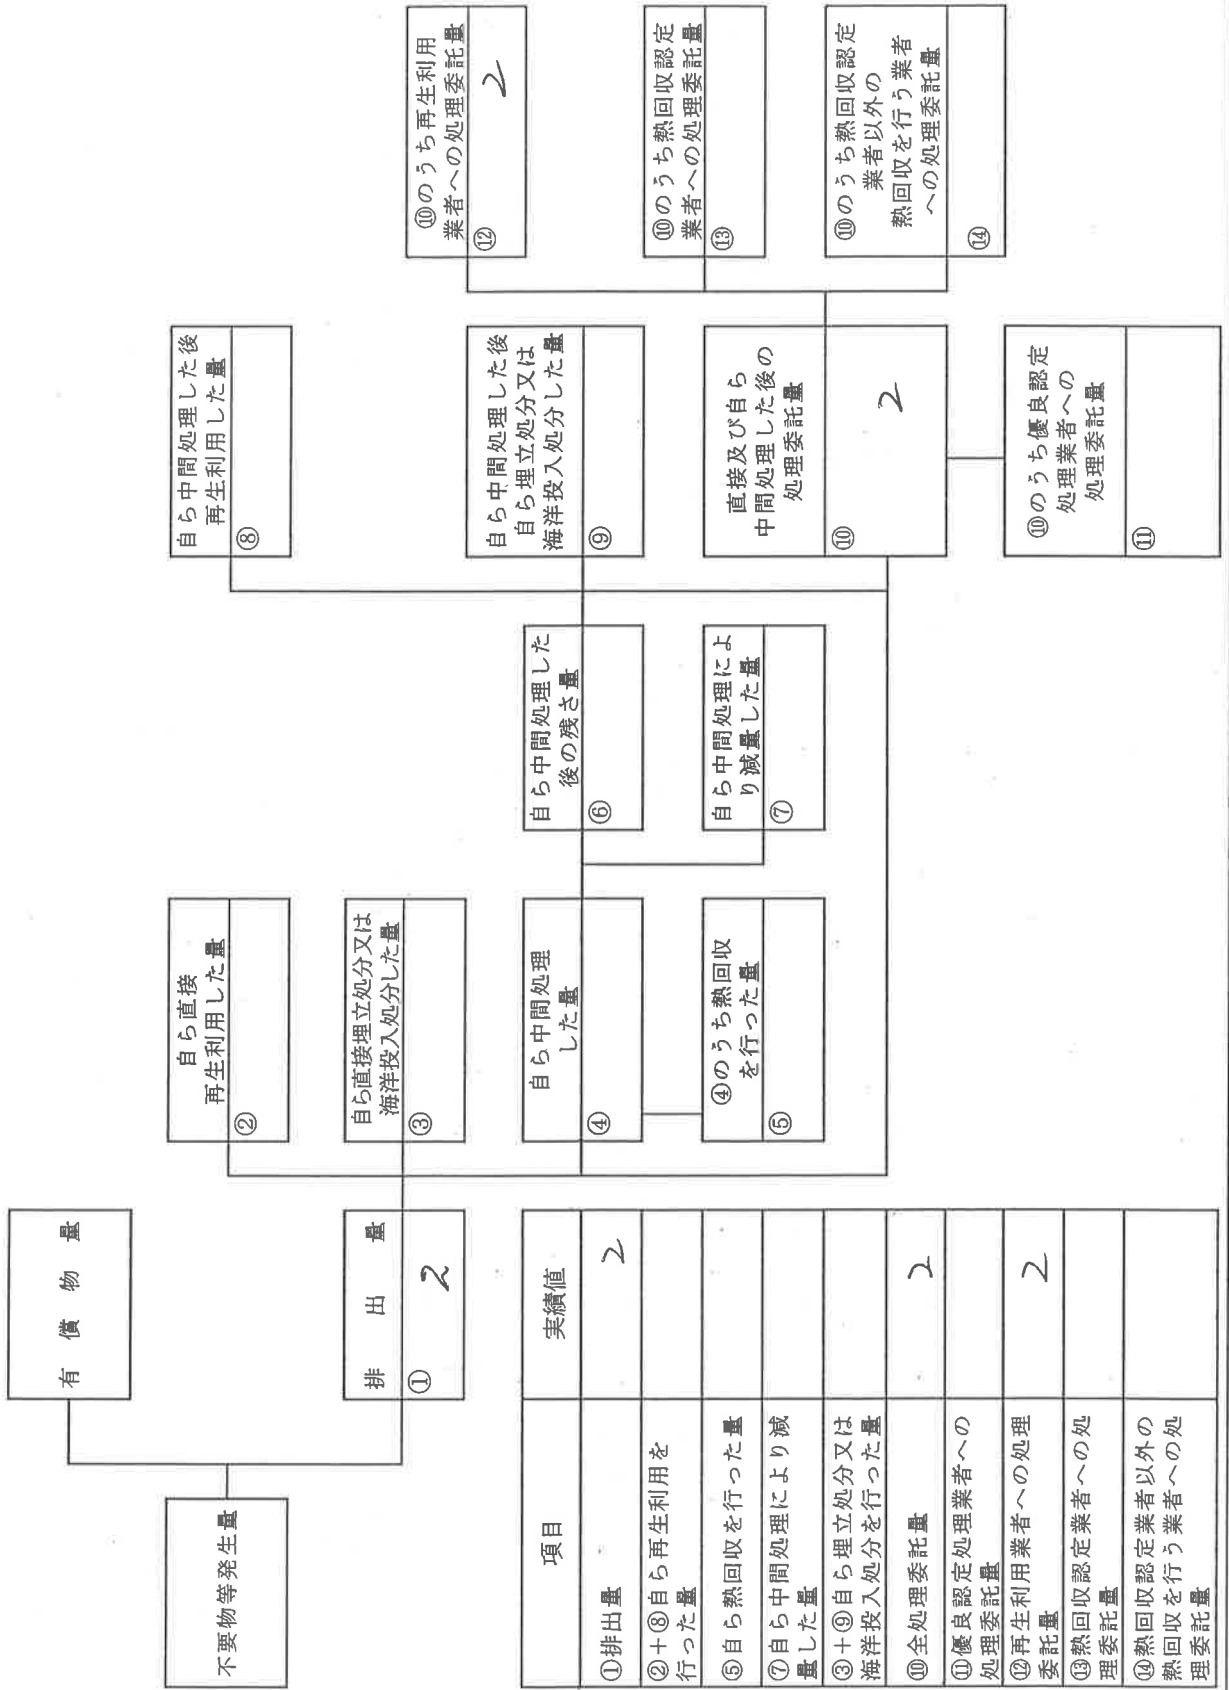 不要物等発生量
有償物量
排出量
① 2
自ら直接
再生利用した量
②
自ら直接埋立処分又は
海洋投入処分した量
③
自ら中間処理
した量
④
④のうち熱回収
を行った量
⑤
自ら中間処理した
後の残さ量
⑥
自ら中間処理によ
り減量した量
⑦
自ら中間処理した後
再生利用した量
⑧
自ら中間処理した後
自ら埋立処分又は
海洋投入処分した量
⑨
直接及び自ら
中間処理した後の
処理委託量
⑩ 2
⑩のうち優良認定
処理業者への
処理委託量
⑪
⑩のうち再生利用
業者への処理委託量
⑫ 2
⑩のうち熱回収認定
業者への処理委託量
⑬
⑩のうち熱回収認定
業者以外の
熱回収を行う業者
への処理委託量
⑭
項目 実績値
①排出量 2
②+⑧自ら再生利用を
行った量
⑤自ら熱回収を行った量
⑦自ら中間処理により減
量した量
③+⑨自ら埋立処分又は
海洋投入処分を行った量
⑩全処理委託量 2
⑪優良認定処理業者への
処理委託量
⑫再生利用業者への処理
委託量 2
⑬熱回収認定業者への処
理委託量
⑭熱回収認定業者以外の
熱回収を行う業者への処
理委託量